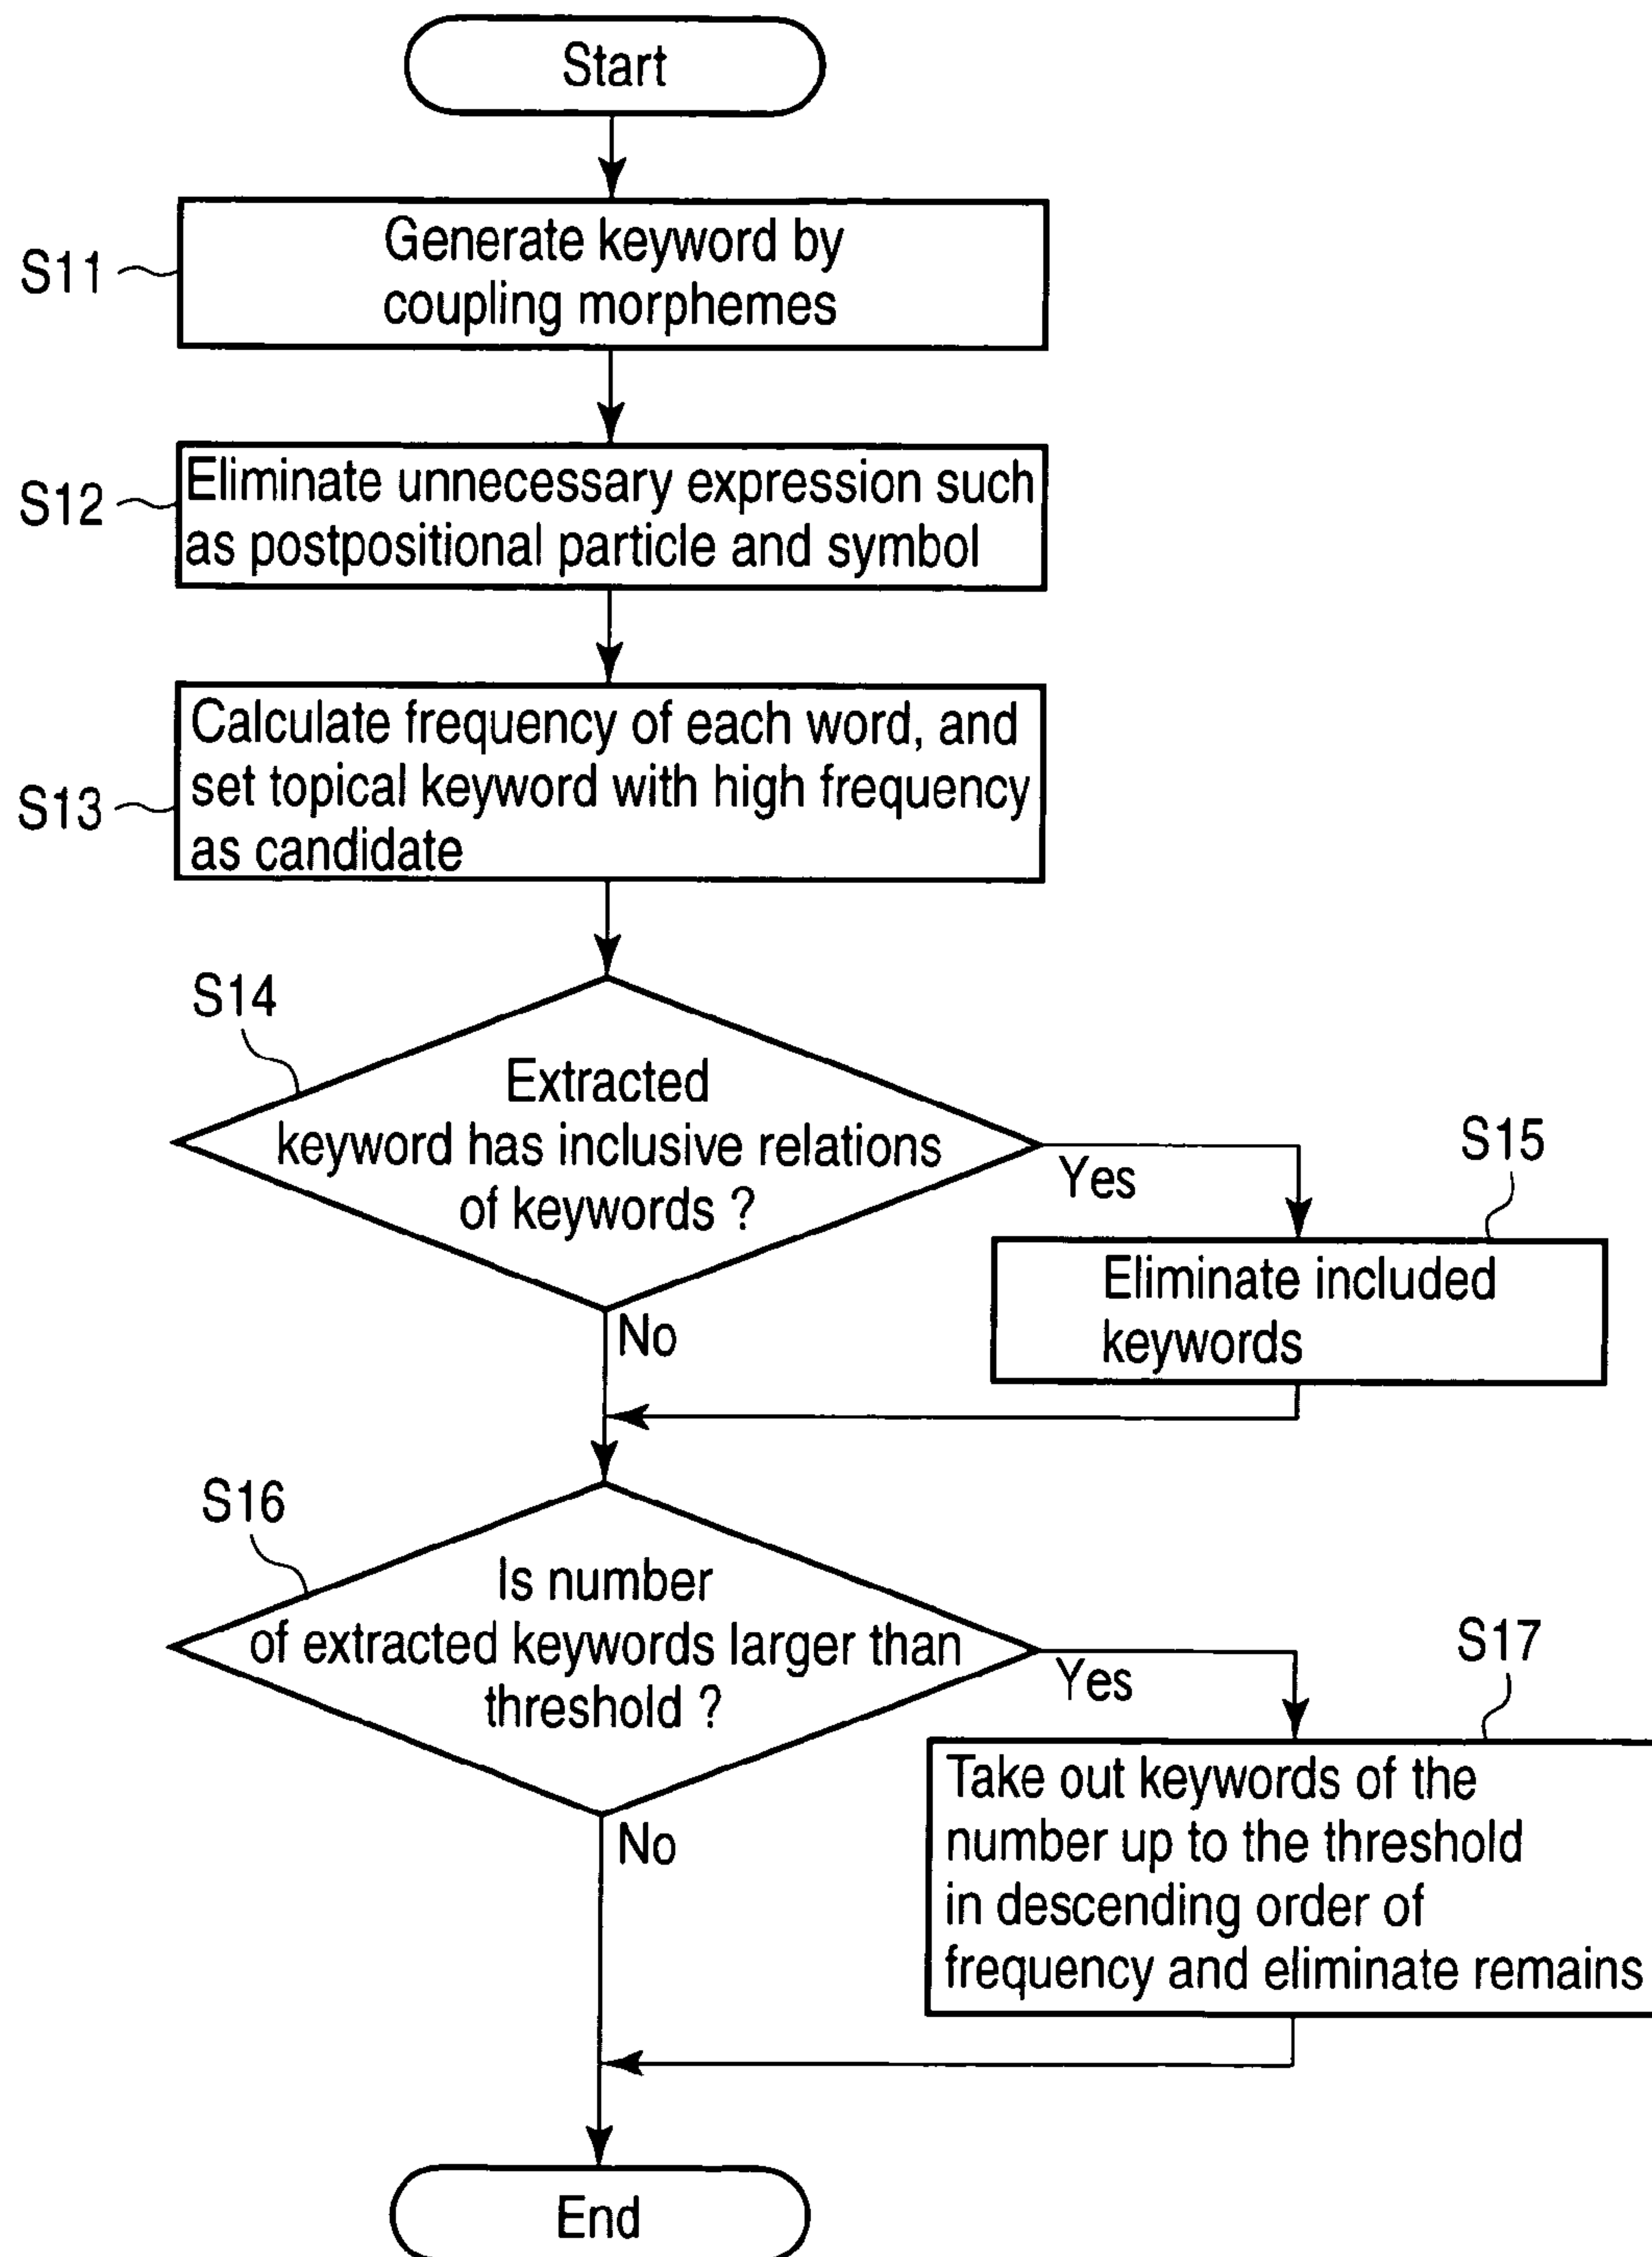 Start
S11
Generate keyword by
coupling morphemes
S12
Eliminate unnecessary expression such
as postpositional particle and symbol
S13
Calculate frequency of each word, and
set topical keyword with high frequency
as candidate
S14
Extracted
keyword has inclusive relations
of keywords ?
Yes
No
S15
Eliminate included
keywords
S16
Is number
of extracted keywords larger than
threshold ?
Yes
No
S17
Take out keywords of the
number up to the threshold
in descending order of
frequency and eliminate remains
End